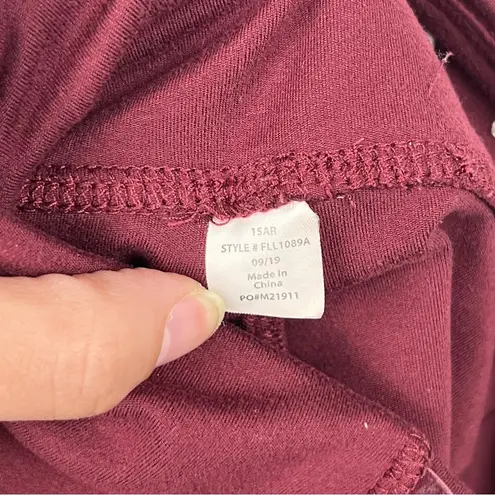 15AR
STYLE # FLL1089A
09/19
Made in
China
PO#M21911